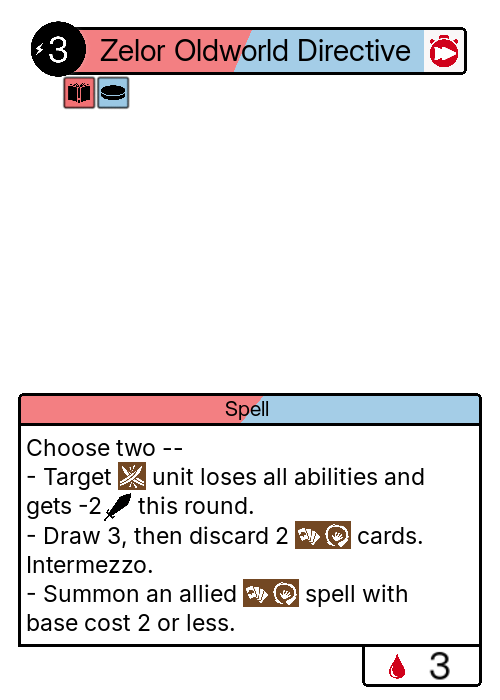 3 Zelor Oldworld Directive
Spell
Choose two --
- Target unit loses all abilities and
gets -2 this round.
- Draw 3, then discard 2 cards.
Intermezzo.
- Summon an allied spell with
base cost 2 or less.
3